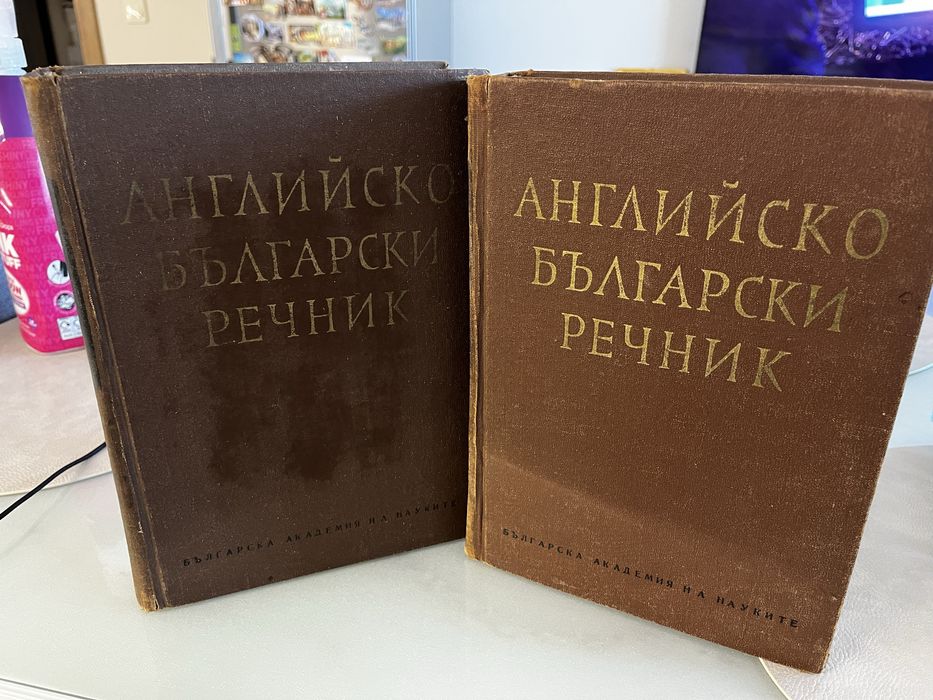 АНГЛИЙСКО
БЪЛГАРСКИ
РЕЧНИК
БЪЛГАРСКА АКАДЕМИЯ НА НАУКИТЕ
АНГЛИЙСКО
БЪЛГАРСКИ
РЕЧНИК
БЪЛГАРСКА АКАДЕМИЯ НА НАУКИТЕ